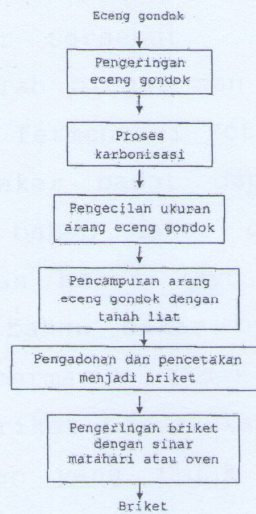 Eceng gondok
Pengeringan
eceng gondok
Proses
karbonisasi
Pengecilan ukuran
arang eceng gondok
Pencampuran arang
eceng gondok dengan
tanah liat
Pengadonan dan pencetakan
menjadi briket
Pengeringan briket
dengan sinar
matahari atau oven
Briket